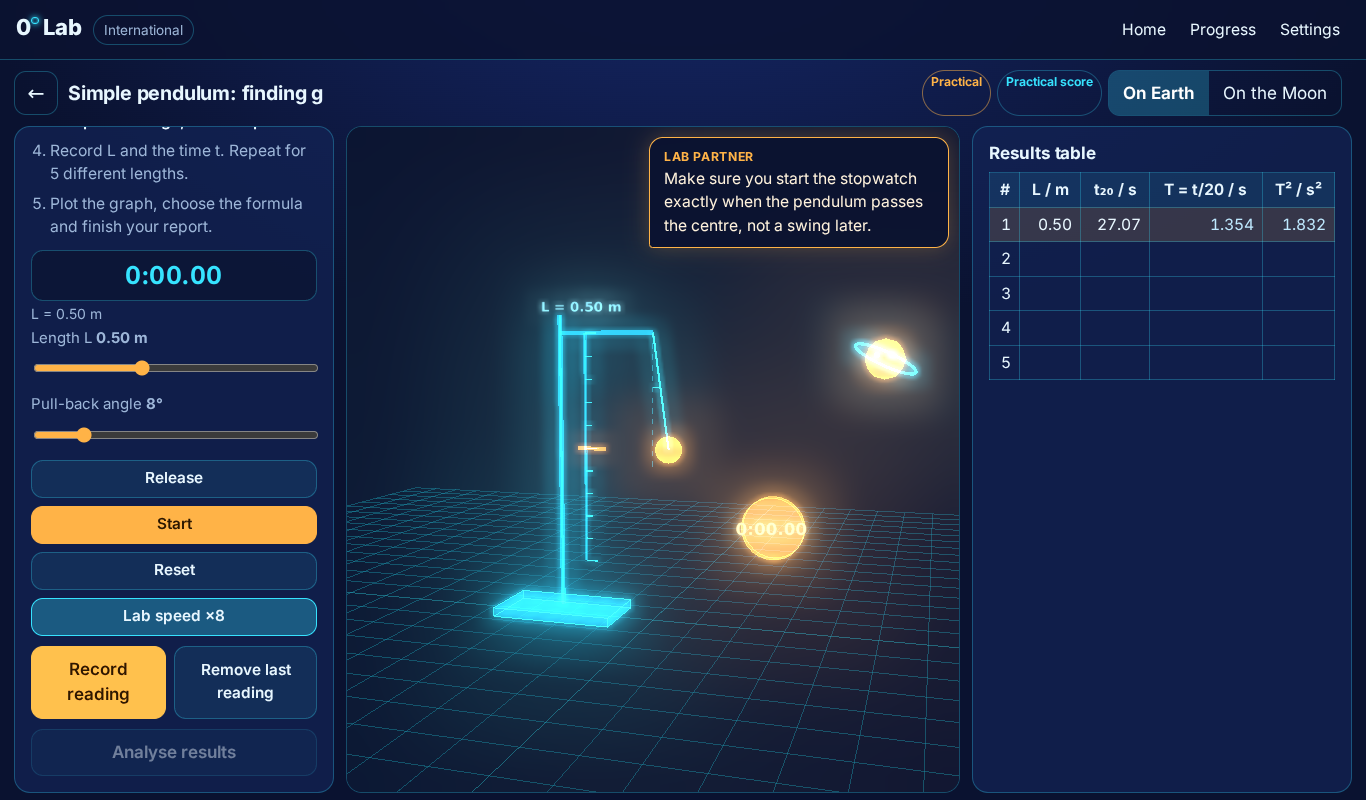 0° Lab
International
Home
Progress
Settings
←
Simple pendulum: finding g
Practical
Practical score
On Earth
On the Moon
4. Record L and the time t. Repeat for
5 different lengths.
5. Plot the graph, choose the formula
and finish your report.
0:00.00
L = 0.50 m
Length L 0.50 m
Pull-back angle 8°
Release
Start
Reset
Lab speed ×8
Record
reading
Remove last
reading
Analyse results
LAB PARTNER
Make sure you start the stopwatch
exactly when the pendulum passes
the centre, not a swing later.
L = 0.50 m
0:00.00
Results table
# L / m t₂₀ / s T = t/20 / s T² / s²
1 0.50 27.07 1.354 1.832
2
3
4
5